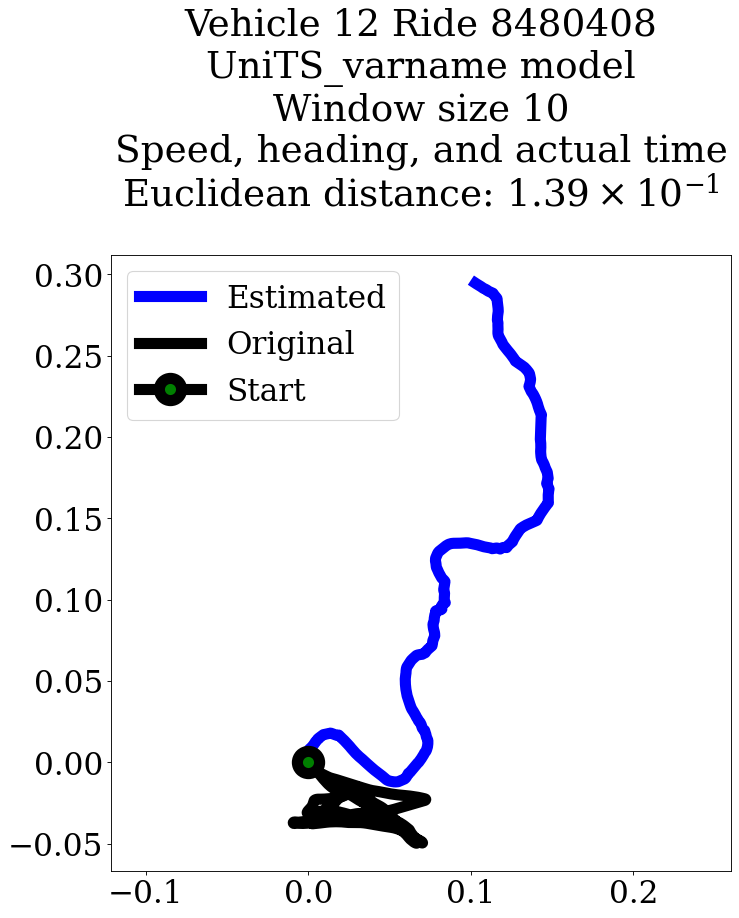 Vehicle 12 Ride 8480408
UniTS_varname model
Window size 10
Speed, heading, and actual time
Euclidean distance: 1.39 × 10⁻¹
0.30
Estimated
0.25
Original
Start
0.20
0.15
0.10
0.05
0.00
−0.05
−0.1 0.0 0.1 0.2